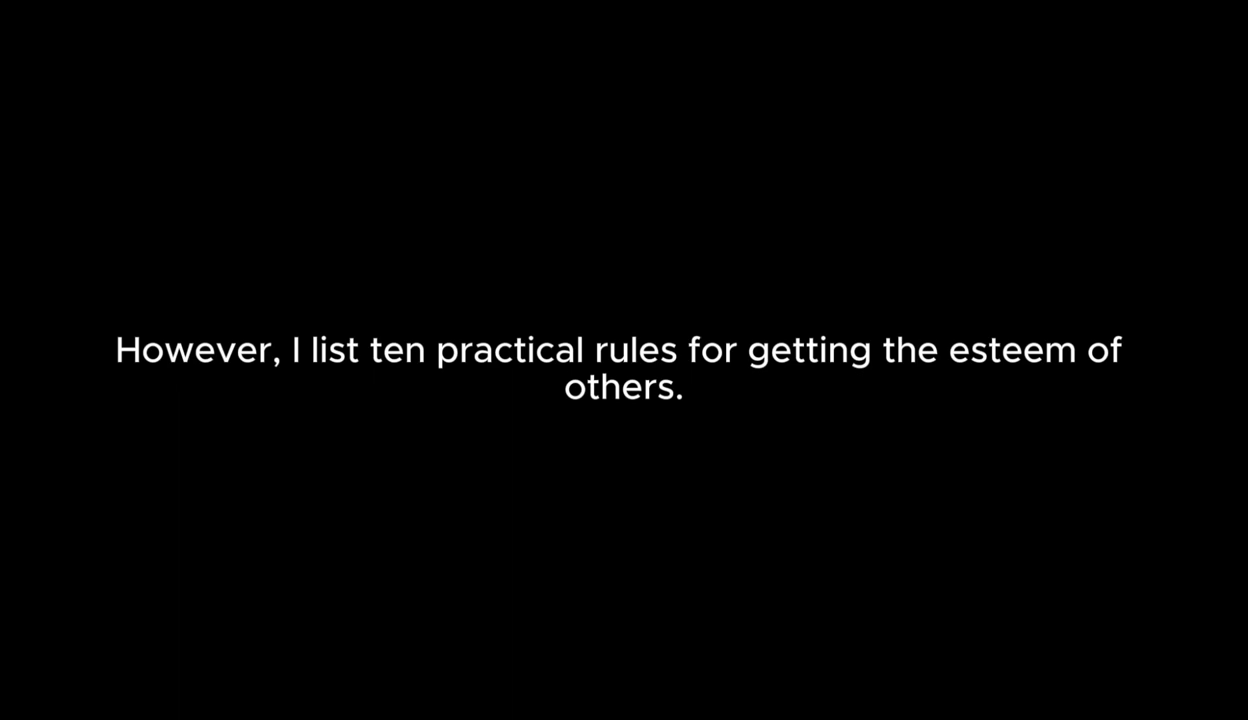 However, I list ten practical rules for getting the esteem of
others.